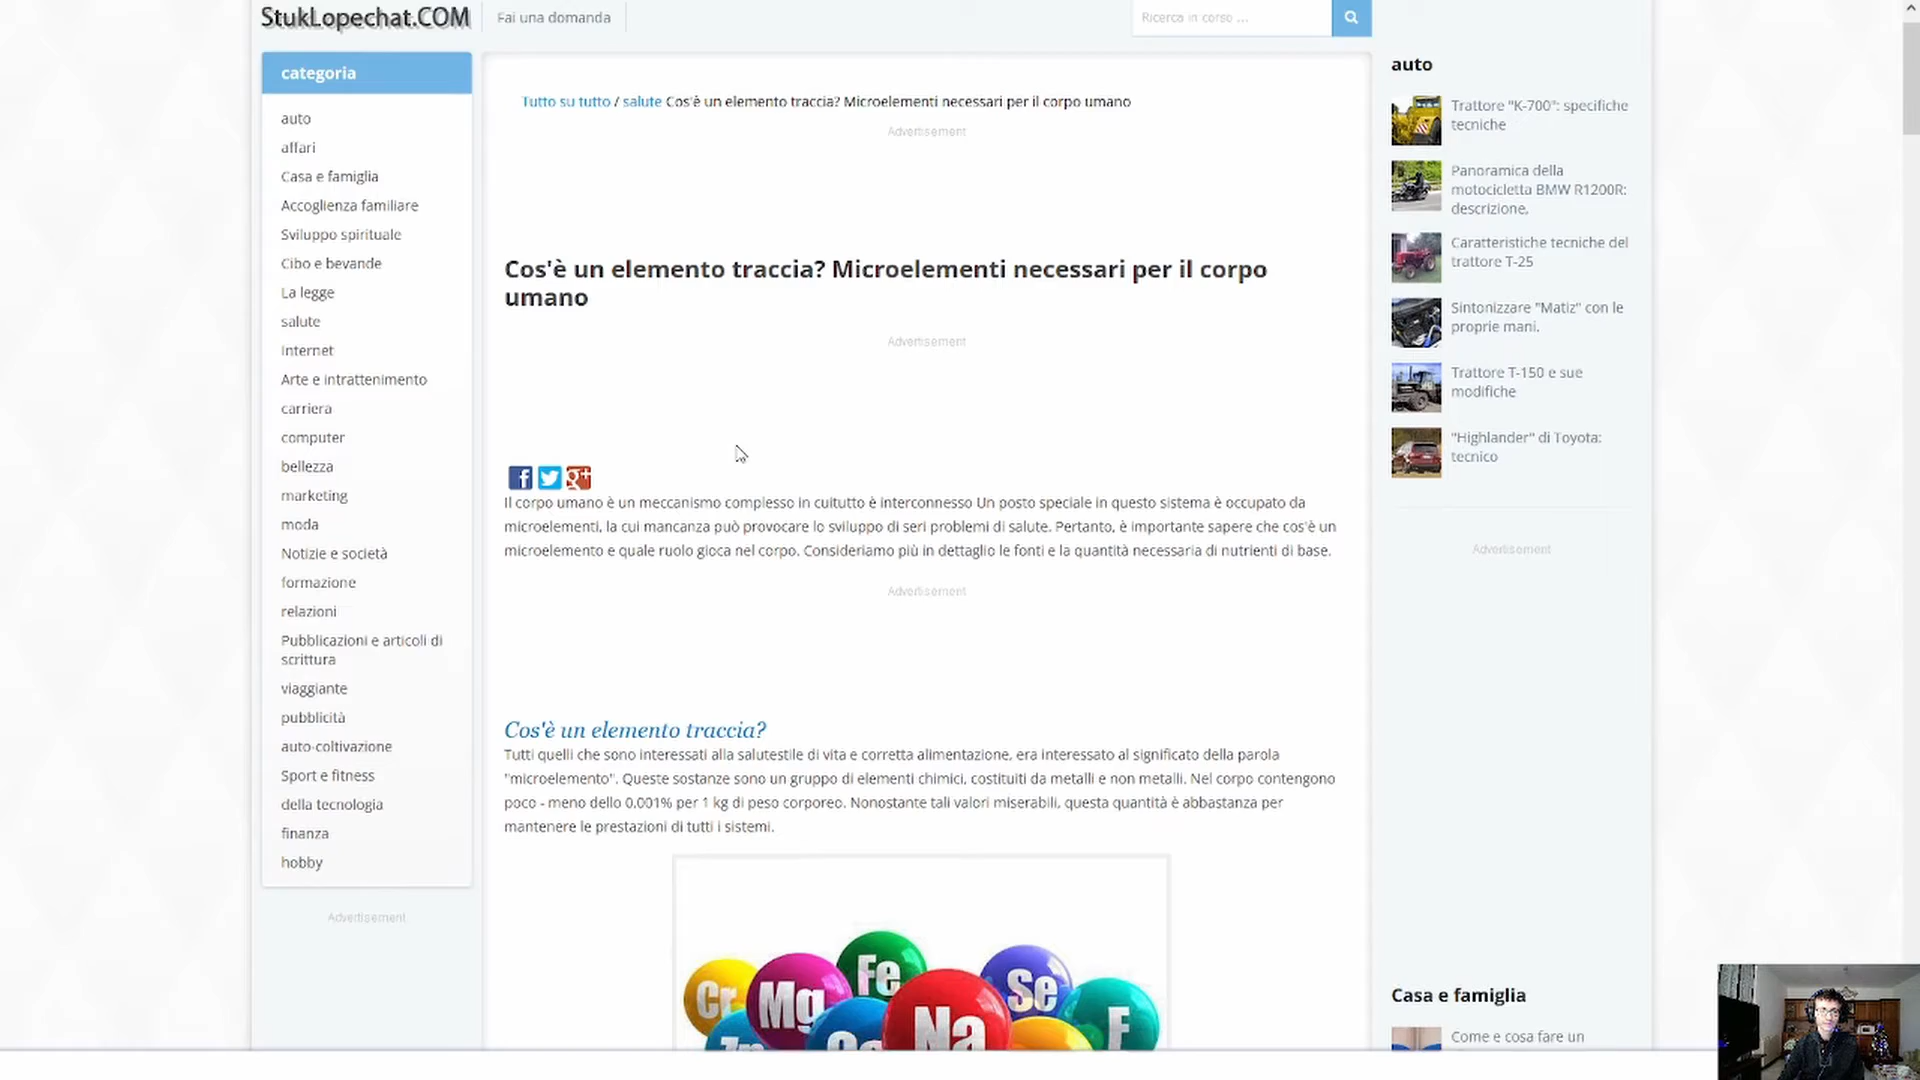 StukLopechat.COM
Fai una domanda
Ricerca in corso ...
categoria
auto
affari
Casa e famiglia
Accoglienza familiare
Sviluppo spirituale
Cibo e bevande
La legge
salute
Internet
Arte e intrattenimento
carriera
computer
bellezza
marketing
moda
Notizie e società
formazione
relazioni
Pubblicazioni e articoli di
scrittura
viaggiante
pubblicità
auto-coltivazione
Sport e fitness
della tecnologia
finanza
hobby
Advertisement
Tutto su tutto / salute Cos'è un elemento traccia? Microelementi necessari per il corpo umano
Advertisement
Cos'è un elemento traccia? Microelementi necessari per il corpo
umano
Advertisement
Il corpo umano è un meccanismo complesso in cuitutto è interconnesso Un posto speciale in questo sistema è occupato da
microelementi, la cui mancanza può provocare lo sviluppo di seri problemi di salute. Pertanto, è importante sapere che cos'è un
microelemento e quale ruolo gioca nel corpo. Consideriamo più in dettaglio le fonti e la quantità necessaria di nutrienti di base.
Advertisement
Cos'è un elemento traccia?
Tutti quelli che sono interessati alla salutestile di vita e corretta alimentazione, era interessato al significato della parola
"microelemento". Queste sostanze sono un gruppo di elementi chimici, costituiti da metalli e non metalli. Nel corpo contengono
poco - meno dello 0,001% per 1 kg di peso corporeo. Nonostante tali valori miserabili, questa quantità è abbastanza per
mantenere le prestazioni di tutti i sistemi.
Cr Mg Fe Se F
Na
auto
Trattore "K-700": specifiche
tecniche
Panoramica della
motocicletta BMW R1200R:
descrizione,
Caratteristiche tecniche del
trattore T-25
Sintonizzare "Matiz" con le
proprie mani.
Trattore T-150 e sue
modifiche
"Highlander" di Toyota:
tecnico
Advertisement
Casa e famiglia
Come e cosa fare un